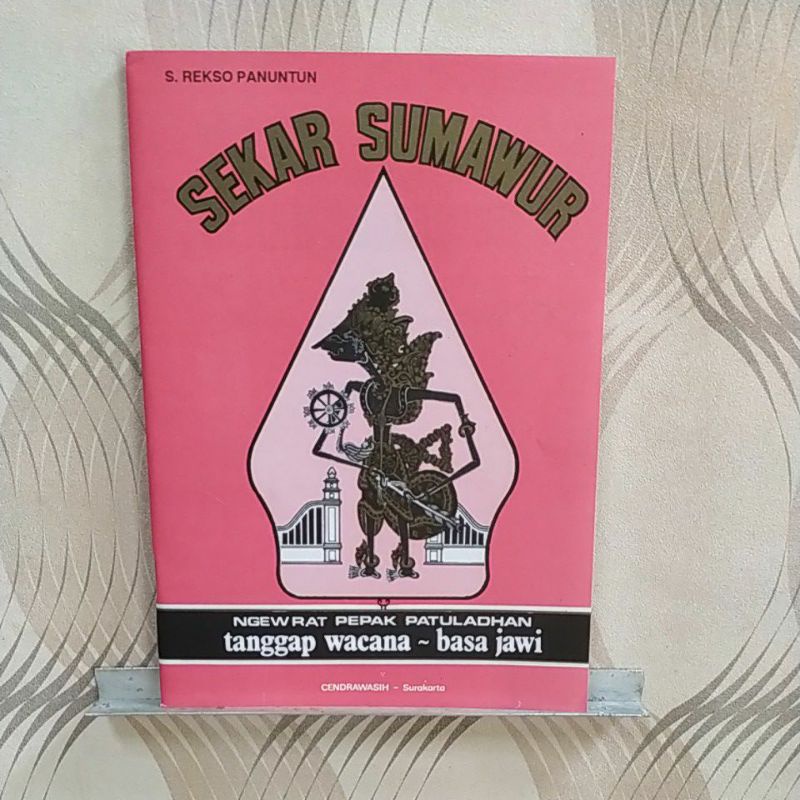 S. REKSO PANUNTUN
SEKAR SUMAWUR
NGEWRAT PEPAK PATULADHAN
tanggap wacana ~ basa jawi
CENDRAWASIH - Surakarta